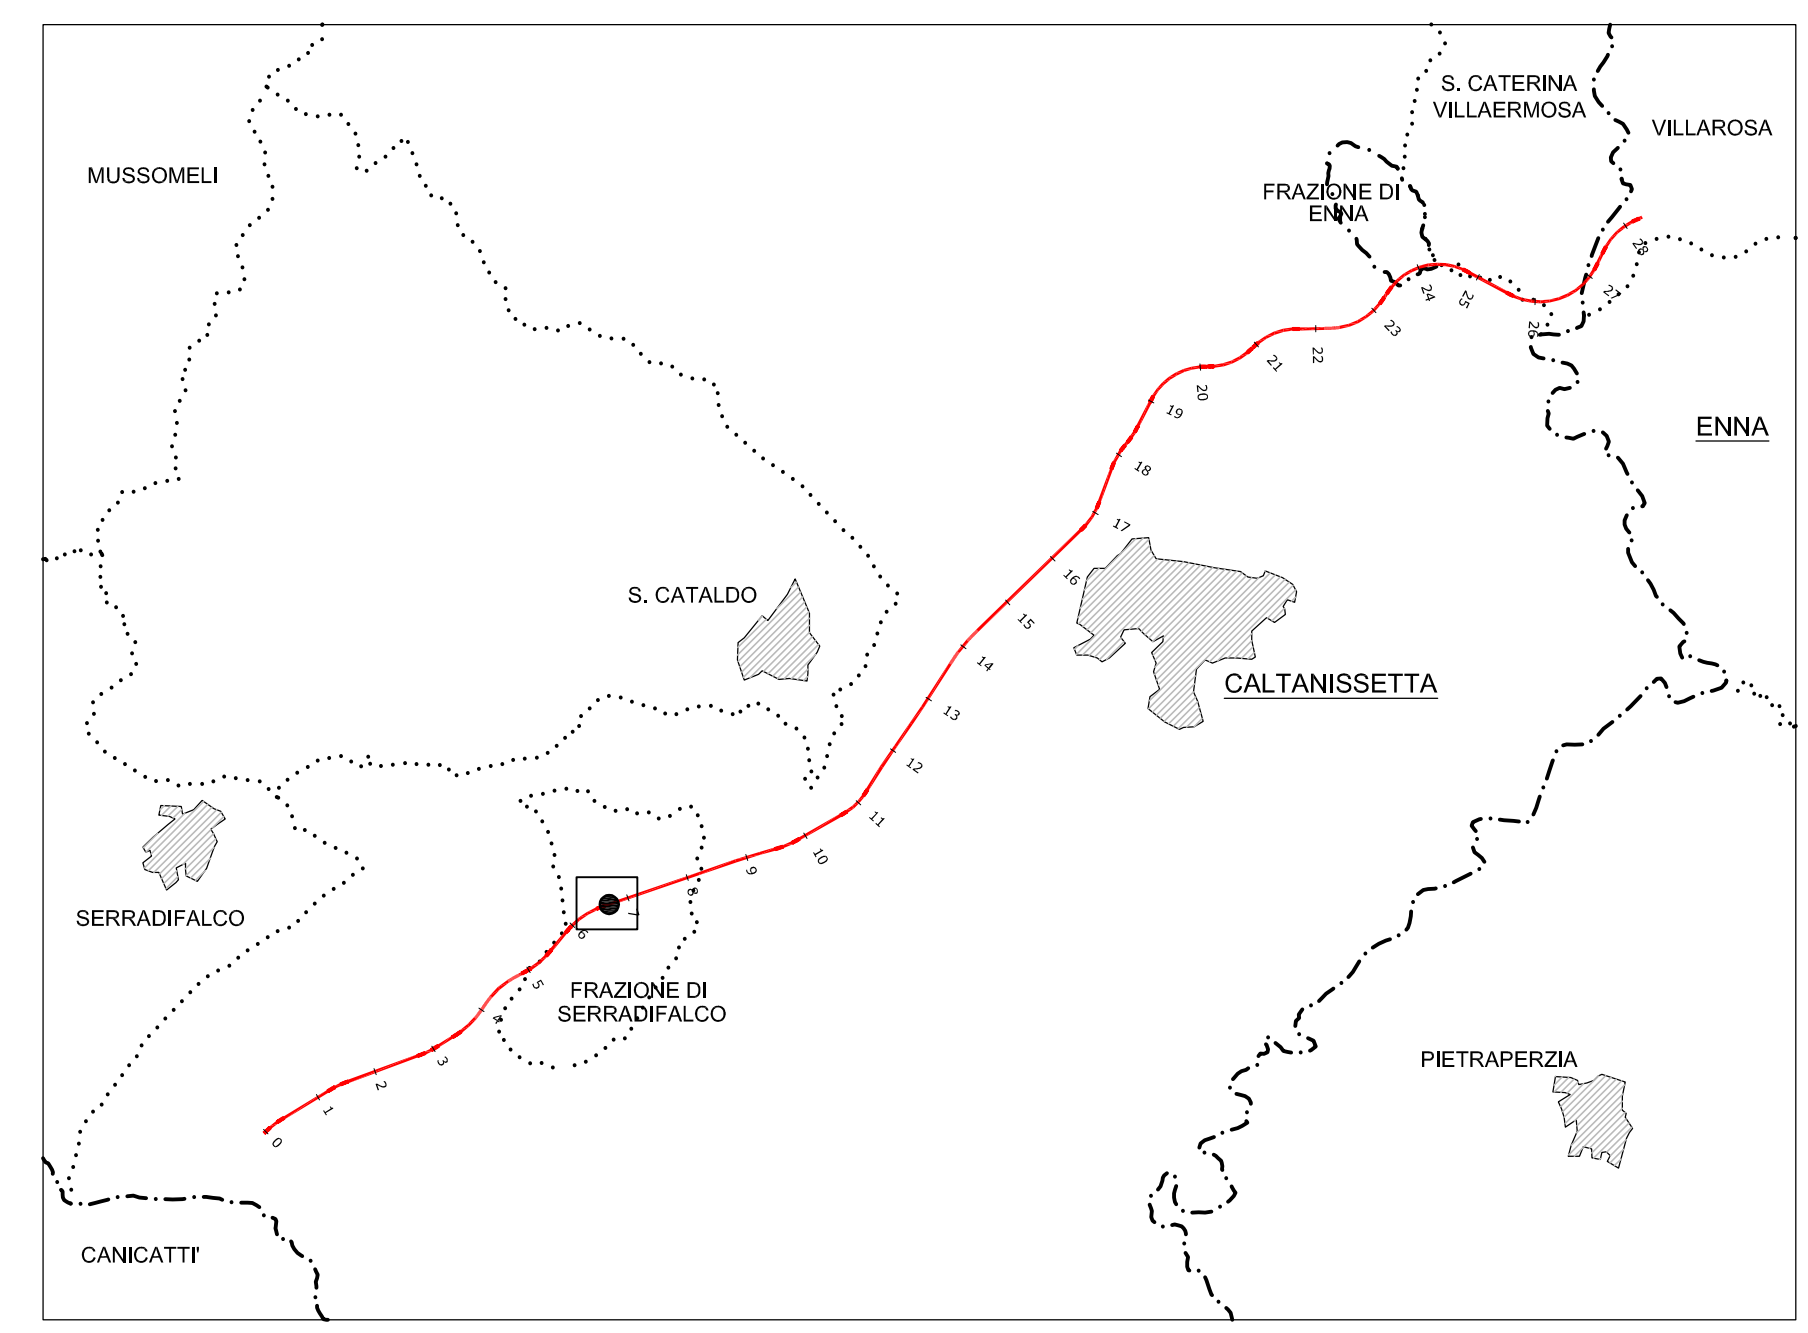 S. CATERINA
VILLAERMOSA
VILLAROSA
MUSSOMELI
FRAZIONE DI
ENNA
ENNA
S. CATALDO
CALTANISSETTA
SERRADIFALCO
FRAZIONE DI
SERRADIFALCO
PIETRAPERZIA
CANICATTI'
0
1
2
3
4
5
6
7
8
9
10
11
12
13
14
15
16
17
18
19
20
21
22
23
24
25
26
27
28